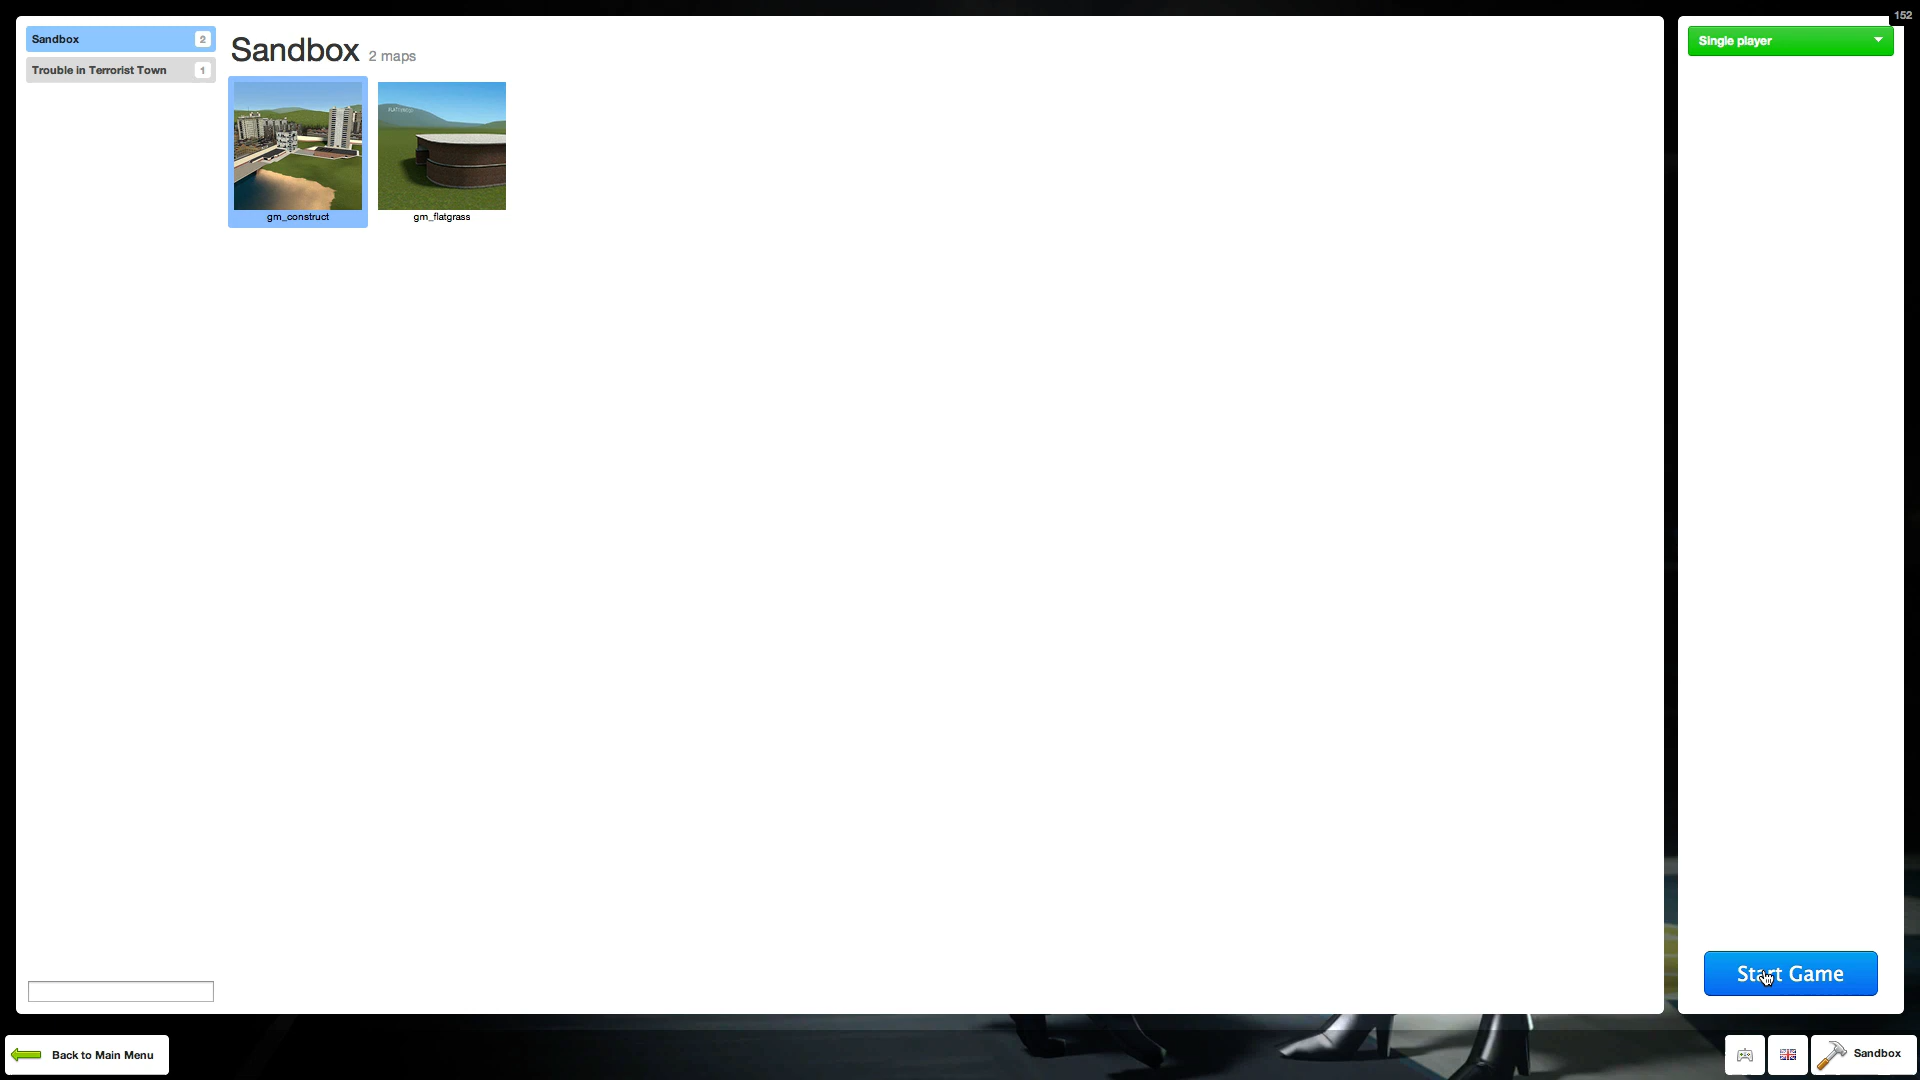 152
Sandbox 2
Trouble in Terrorist Town 1
Sandbox 2 maps
gm_construct
gm_flatgrass
Single player
Start Game
Back to Main Menu
Sandbox